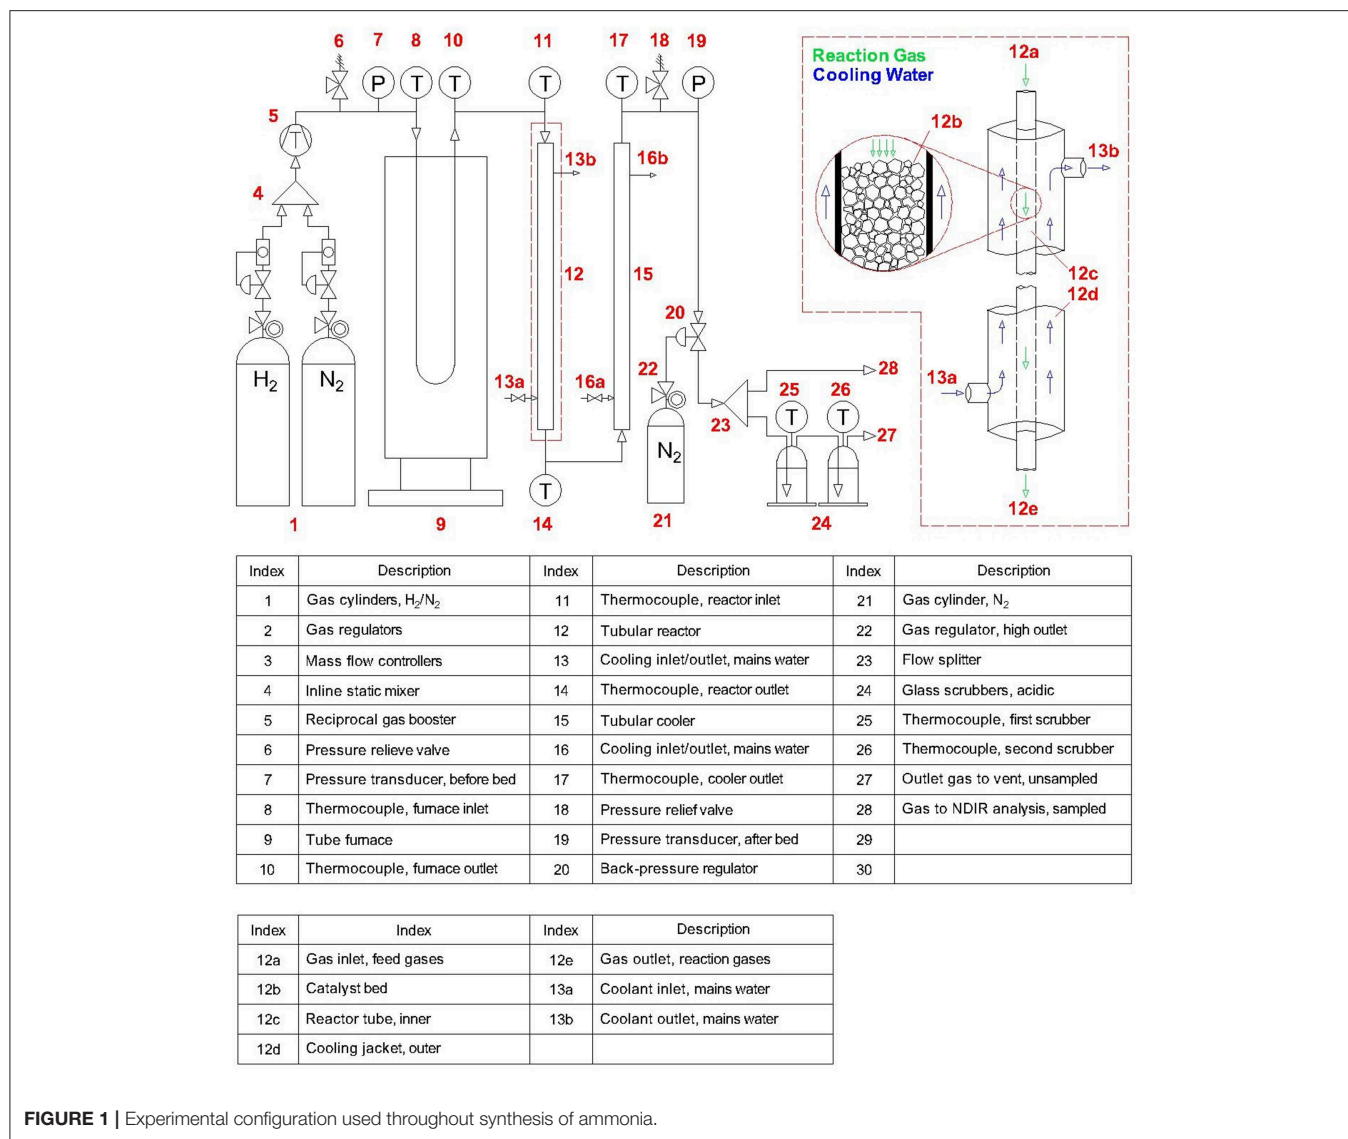 6 7 8 10 11 17 18 19
P T T T T P
Reaction Gas
Cooling Water
12a
5
T
12b
13b
13b
16b
4
12
15
12c
12d
20
H2 N2
13a
16a
22
28
25 26
13a
T T
23
27
N2
T
12e
1 9 14 21 24
Index Description Index Description Index Description
1 Gas cylinders, H2/N2 11 Thermocouple, reactor inlet 21 Gas cylinder, N2
2 Gas regulators 12 Tubular reactor 22 Gas regulator, high outlet
3 Mass flow controllers 13 Cooling inlet/outlet, mains water 23 Flow splitter
4 Inline static mixer 14 Thermocouple, reactor outlet 24 Glass scrubbers, acidic
5 Reciprocal gas booster 15 Tubular cooler 25 Thermocouple, first scrubber
6 Pressure relieve valve 16 Cooling inlet/outlet, mains water 26 Thermocouple, second scrubber
7 Pressure transducer, before bed 17 Thermocouple, cooler outlet 27 Outlet gas to vent, unsampled
8 Thermocouple, furnace inlet 18 Pressure relief valve 28 Gas to NDIR analysis, sampled
9 Tube furnace 19 Pressure transducer, after bed 29
10 Thermocouple, furnace outlet 20 Back-pressure regulator 30
Index Index Index Description
12a Gas inlet, feed gases 12e Gas outlet, reaction gases
12b Catalyst bed 13a Coolant inlet, mains water
12c Reactor tube, inner 13b Coolant outlet, mains water
12d Cooling jacket, outer
FIGURE 1 | Experimental configuration used throughout synthesis of ammonia.